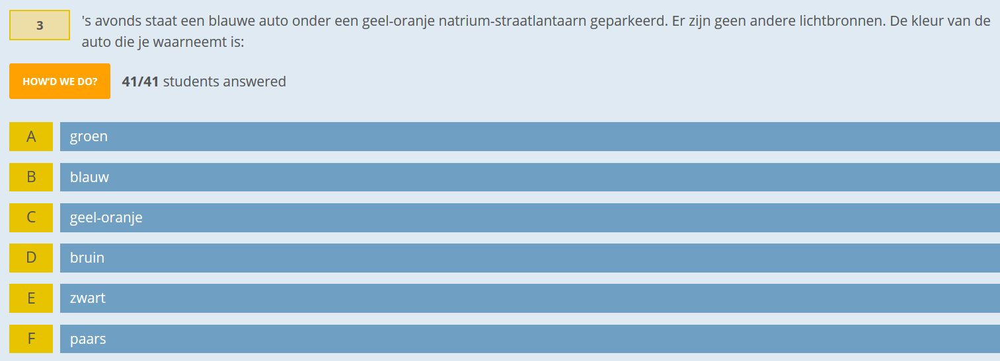 3
's avonds staat een blauwe auto onder een geel-oranje natrium-straatlantaarn geparkeerd. Er zijn geen andere lichtbronnen. De kleur van de
auto die je waarneemt is:
HOW'D WE DO? 41/41 students answered
A groen
B blauw
C geel-oranje
D bruin
E zwart
F paars